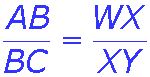 AB/BC = WX/XY